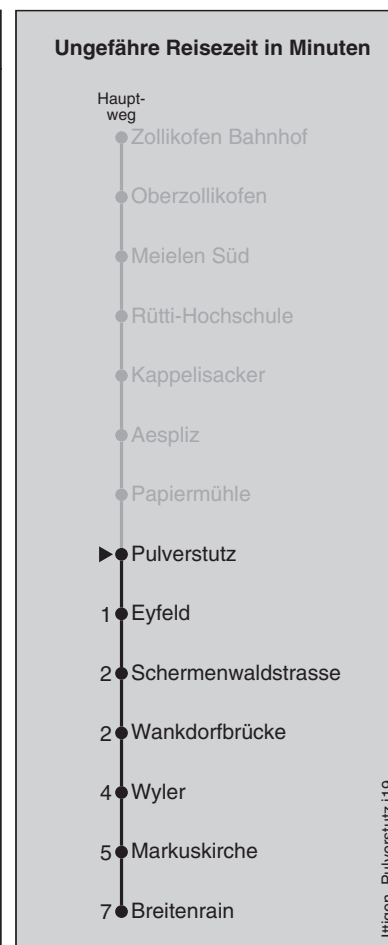 Ungefähre Reisezeit in Minuten
Haupt-
weg
Zollikofen Bahnhof
Oberzollikofen
Meielen Süd
Rütti-Hochschule
Kappelisacker
Aespliz
Papiermühle
Pulverstutz
1 Eyfeld
2 Schermenwaldstrasse
2 Wankdorfbrücke
4 Wyler
5 Markuskirche
7 Breitenrain
Ittigen, Pulverstutz j19